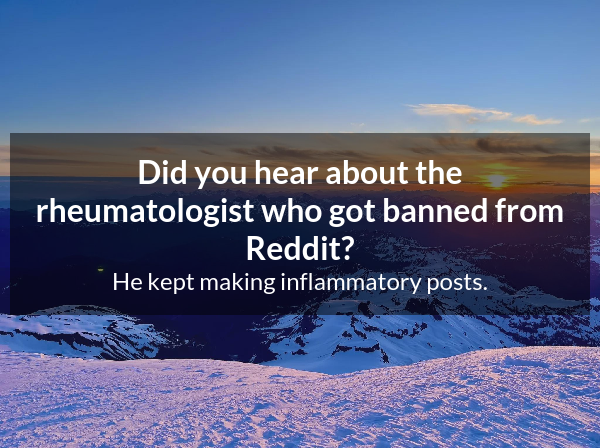 Did you hear about the
rheumatologist who got banned from
Reddit?
He kept making inflammatory posts.